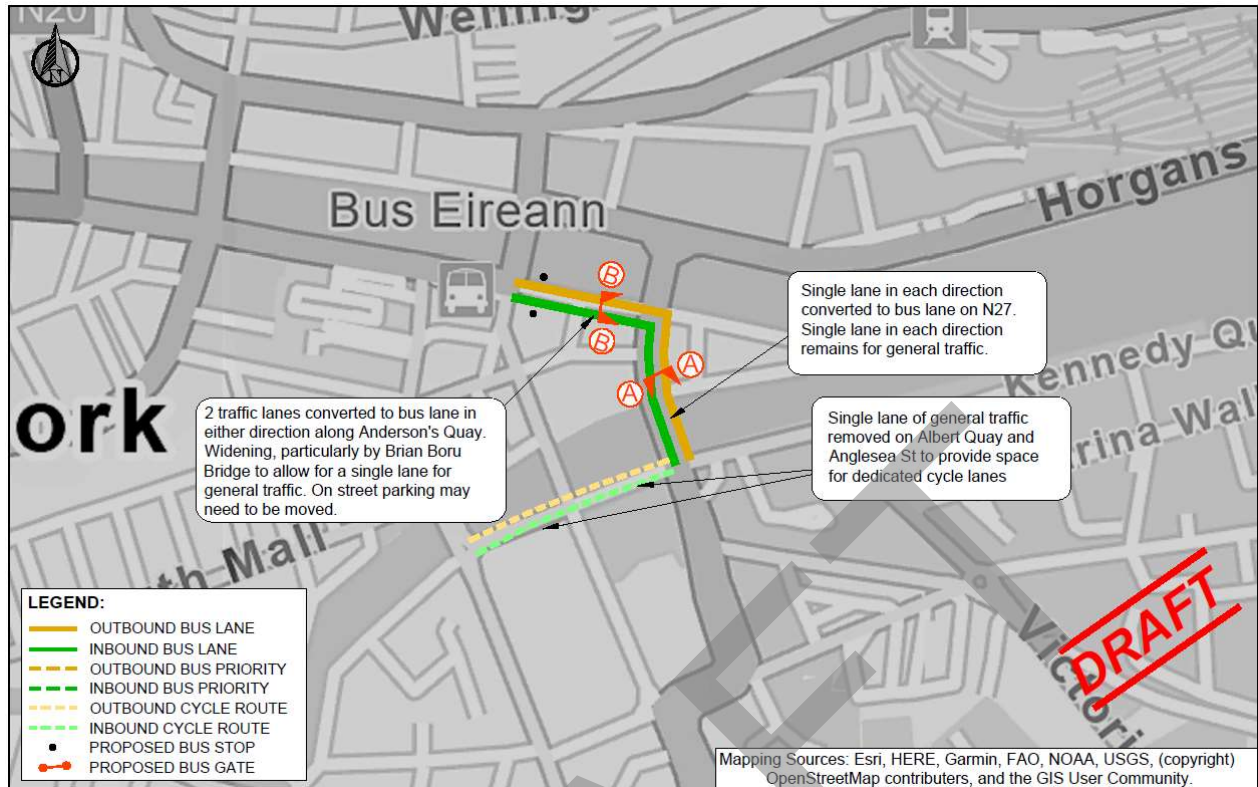 N20
Welling
Horgans
Bus Eireann
B
B
A
A
Single lane in each direction
converted to bus lane on N27.
Single lane in each direction
remains for general traffic.
Kennedy Qu
ork
2 traffic lanes converted to bus lane in
either direction along Anderson's Quay.
Widening, particularly by Brian Boru
Bridge to allow for a single lane for
general traffic. On street parking may
need to be moved.
Single lane of general traffic
removed on Albert Quay and
Anglesea St to provide space
for dedicated cycle lanes
rina Wal
th Mall
Victori
DRAFT
N
LEGEND:
OUTBOUND BUS LANE
INBOUND BUS LANE
OUTBOUND BUS PRIORITY
INBOUND BUS PRIORITY
OUTBOUND CYCLE ROUTE
INBOUND CYCLE ROUTE
PROPOSED BUS STOP
PROPOSED BUS GATE
Mapping Sources: Esri, HERE, Garmin, FAO, NOAA, USGS, (copyright)
OpenStreetMap contributers, and the GIS User Community.